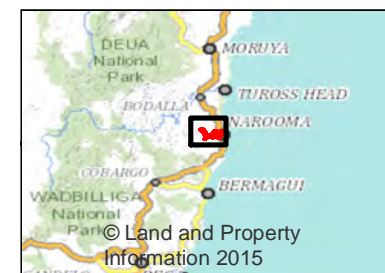 DEUA
National
Park
MORUYA
BODALLA
TUROSS HEAD
NAROOMA
COBARGO
BERMAGUI
WADBILLIGA
National
Park
© Land and Property
Information 2015